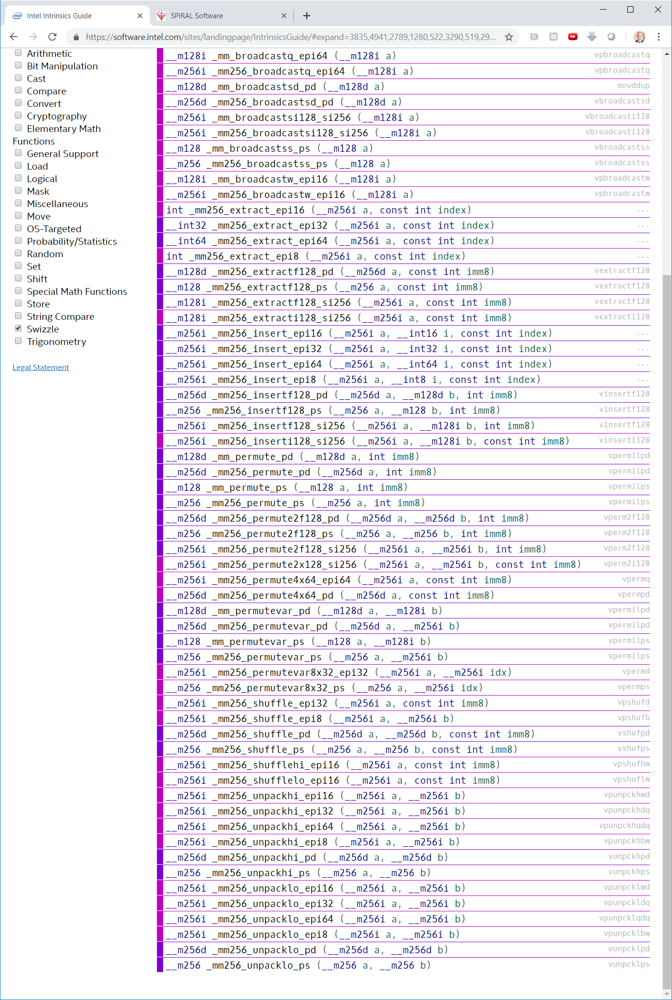 Intel Intrinsics Guide
SPIRAL Software
https://software.intel.com/sites/landingpage/IntrinsicsGuide/#expand=3835,4941,2789,1280,522,3290,519,29...
Arithmetic
Bit Manipulation
Cast
Compare
Convert
Cryptography
Elementary Math
Functions
General Support
Load
Logical
Mask
Miscellaneous
Move
OS-Targeted
Probability/Statistics
Random
Set
Shift
Special Math Functions
Store
String Compare
Swizzle
Trigonometry
Legal Statement
__m128i _mm_broadcastq_epi64 (__m128i a) vpbroadcastq
__m256i _mm256_broadcastq_epi64 (__m128i a) vpbroadcastq
__m128d _mm_broadcastsd_pd (__m128d a) movddup
__m256d _mm256_broadcastsd_pd (__m128d a) vbroadcastsd
__m256i _mm_broadcastsi128_si256 (__m128i a) vbroadcasti128
__m256i _mm256_broadcastsi128_si256 (__m128i a) vbroadcasti128
__m128 _mm_broadcastss_ps (__m128 a) vbroadcastss
__m256 _mm256_broadcastss_ps (__m128 a) vbroadcastss
__m128i _mm_broadcastw_epi16 (__m128i a) vpbroadcastw
__m256i _mm256_broadcastw_epi16 (__m128i a) vpbroadcastw
int _mm256_extract_epi16 (__m256i a, const int index) ...
__int32 _mm256_extract_epi32 (__m256i a, const int index) ...
__int64 _mm256_extract_epi64 (__m256i a, const int index) ...
int _mm256_extract_epi8 (__m256i a, const int index) ...
__m128d _mm256_extractf128_pd (__m256d a, const int imm8) vextractf128
__m128 _mm256_extractf128_ps (__m256 a, const int imm8) vextractf128
__m128i _mm256_extractf128_si256 (__m256i a, const int imm8) vextractf128
__m128i _mm256_extracti128_si256 (__m256i a, const int imm8) vextracti128
__m256i _mm256_insert_epi16 (__m256i a, __int16 i, const int index) ...
__m256i _mm256_insert_epi32 (__m256i a, __int32 i, const int index) ...
__m256i _mm256_insert_epi64 (__m256i a, __int64 i, const int index) ...
__m256i _mm256_insert_epi8 (__m256i a, __int8 i, const int index) ...
__m256d _mm256_insertf128_pd (__m256d a, __m128d b, int imm8) vinsertf128
__m256 _mm256_insertf128_ps (__m256 a, __m128 b, int imm8) vinsertf128
__m256i _mm256_insertf128_si256 (__m256i a, __m128i b, int imm8) vinsertf128
__m256i _mm256_inserti128_si256 (__m256i a, __m128i b, const int imm8) vinserti128
__m128d _mm_permute_pd (__m128d a, int imm8) vpermilpd
__m256d _mm256_permute_pd (__m256d a, int imm8) vpermilpd
__m128 _mm_permute_ps (__m128 a, int imm8) vpermilps
__m256 _mm256_permute_ps (__m256 a, int imm8) vpermilps
__m256d _mm256_permute2f128_pd (__m256d a, __m256d b, int imm8) vperm2f128
__m256 _mm256_permute2f128_ps (__m256 a, __m256 b, int imm8) vperm2f128
__m256i _mm256_permute2f128_si256 (__m256i a, __m256i b, int imm8) vperm2f128
__m256i _mm256_permute2x128_si256 (__m256i a, __m256i b, const int imm8) vperm2i128
__m256i _mm256_permute4x64_epi64 (__m256i a, const int imm8) vpermq
__m256d _mm256_permute4x64_pd (__m256d a, const int imm8) vpermpd
__m128d _mm_permutevar_pd (__m128d a, __m128i b) vpermilpd
__m256d _mm256_permutevar_pd (__m256d a, __m256i b) vpermilpd
__m128 _mm_permutevar_ps (__m128 a, __m128i b) vpermilps
__m256 _mm256_permutevar_ps (__m256 a, __m256i b) vpermilps
__m256i _mm256_permutevar8x32_epi32 (__m256i a, __m256i idx) vpermd
__m256 _mm256_permutevar8x32_ps (__m256 a, __m256i idx) vpermps
__m256i _mm256_shuffle_epi32 (__m256i a, const int imm8) vpshufd
__m256i _mm256_shuffle_epi8 (__m256i a, __m256i b) vpshufb
__m256d _mm256_shuffle_pd (__m256d a, __m256d b, const int imm8) vshufpd
__m256 _mm256_shuffle_ps (__m256 a, __m256 b, const int imm8) vshufps
__m256i _mm256_shufflehi_epi16 (__m256i a, const int imm8) vpshufhw
__m256i _mm256_shufflelo_epi16 (__m256i a, const int imm8) vpshuflw
__m256i _mm256_unpackhi_epi16 (__m256i a, __m256i b) vpunpckhwd
__m256i _mm256_unpackhi_epi32 (__m256i a, __m256i b) vpunpckhdq
__m256i _mm256_unpackhi_epi64 (__m256i a, __m256i b) vpunpckhqdq
__m256i _mm256_unpackhi_epi8 (__m256i a, __m256i b) vpunpckhbw
__m256d _mm256_unpackhi_pd (__m256d a, __m256d b) vunpckhpd
__m256 _mm256_unpackhi_ps (__m256 a, __m256 b) vunpckhps
__m256i _mm256_unpacklo_epi16 (__m256i a, __m256i b) vpunpcklwd
__m256i _mm256_unpacklo_epi32 (__m256i a, __m256i b) vpunpckldq
__m256i _mm256_unpacklo_epi64 (__m256i a, __m256i b) vpunpcklqdq
__m256i _mm256_unpacklo_epi8 (__m256i a, __m256i b) vpunpcklbw
__m256d _mm256_unpacklo_pd (__m256d a, __m256d b) vunpcklpd
__m256 _mm256_unpacklo_ps (__m256 a, __m256 b) vunpcklps